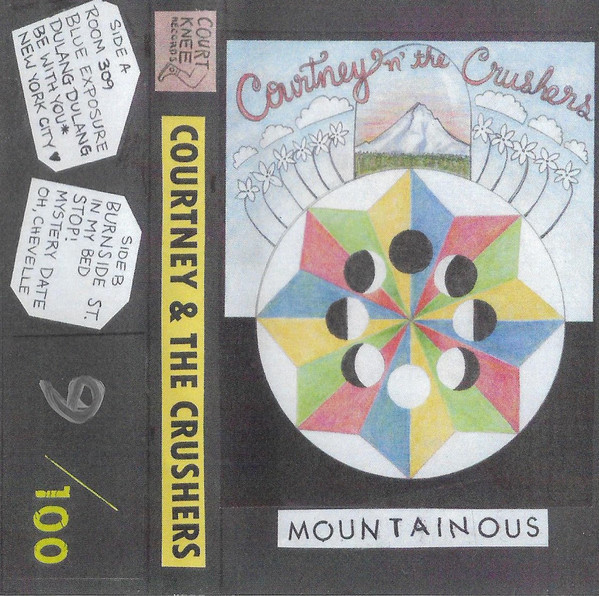 SIDE A
ROOM 309
BLUE EXPOSURE
DULANG DULANG
BE WITH YOU*
NEW YORK CITY ♥
SIDE B
BURNSIDE ST.
IN MY BED
STOP!
MYSTERY DATE
OH, CHEVELLE
9/100
COURT
KNEE
RECORDS
COURTNEY & THE CRUSHERS
Courtney 'n' the Crushers
MOUNTAINOUS